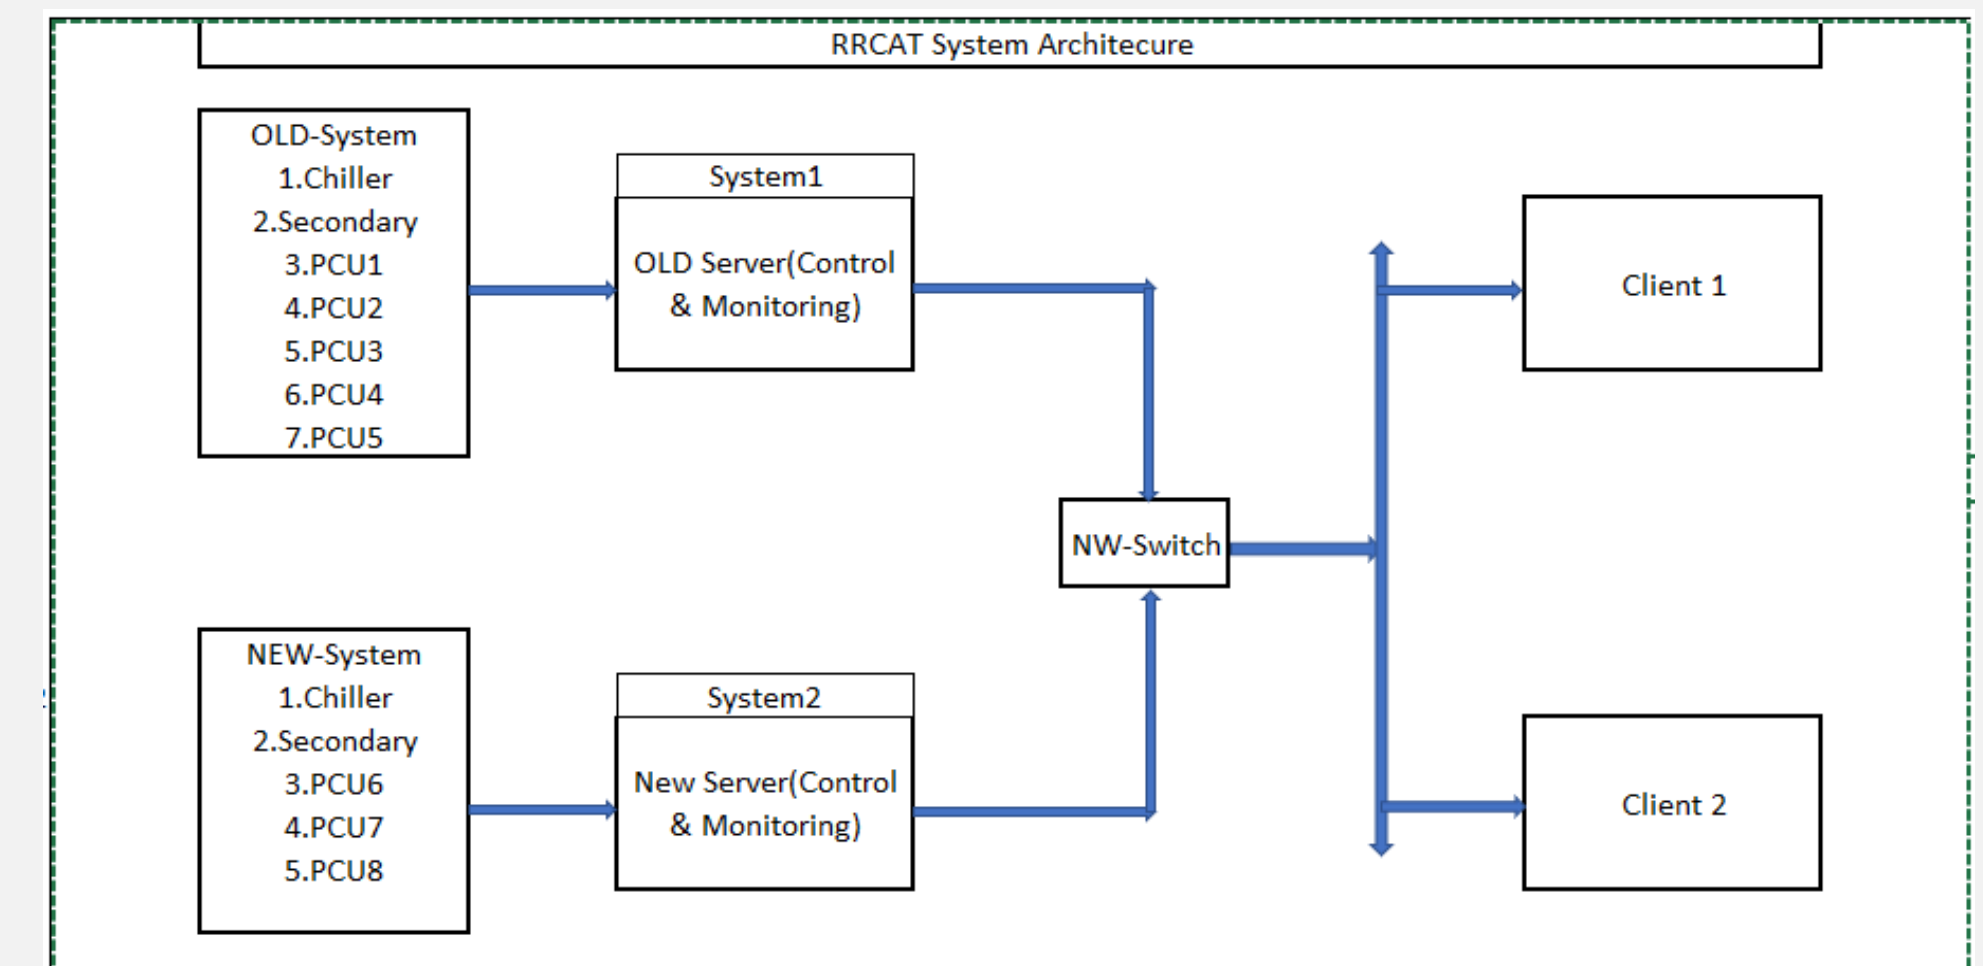 RRCAT System Architecure
OLD-System
1.Chiller
2.Secondary
3.PCU1
4.PCU2
5.PCU3
6.PCU4
7.PCU5
System1
OLD Server(Control
& Monitoring)
Client 1
NW-Switch
NEW-System
1.Chiller
2.Secondary
3.PCU6
4.PCU7
5.PCU8
System2
New Server(Control
& Monitoring)
Client 2